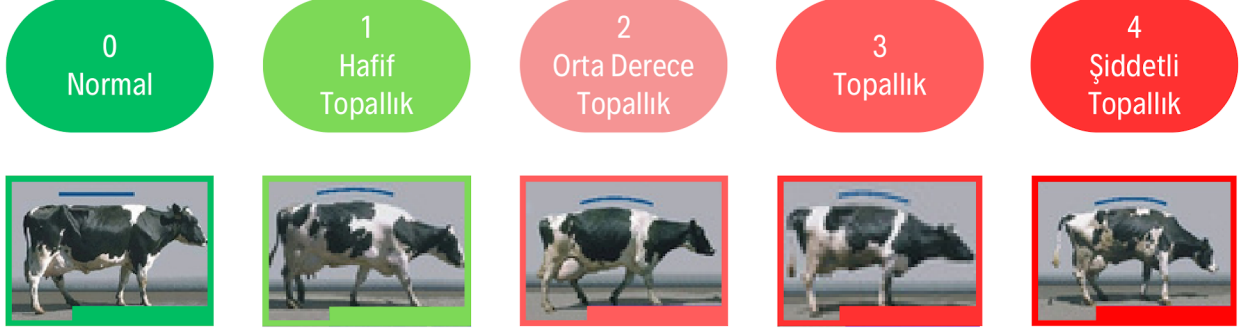 0
Normal
1
Hafif
Topallık
2
Orta Derece
Topallık
3
Topallık
4
Şiddetli
Topallık